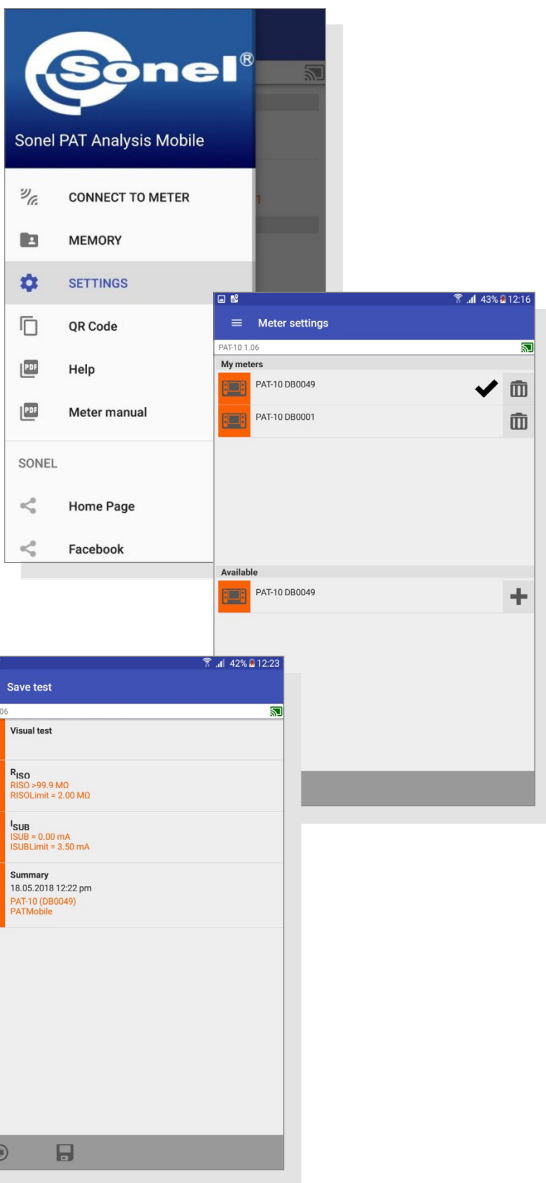 Sonel®
Sonel PAT Analysis Mobile
CONNECT TO METER
MEMORY
SETTINGS
QR Code
PDF
Help
PDF
Meter manual
SONEL
Home Page
Facebook
1
43% 12:16
Meter settings
PAT-10 1.06
My meters
PAT-10 DB0049
PAT-10 DB0001
Available
PAT-10 DB0049
42% 12:23
Save test
06
Visual test
RISO
RISO >99.9 MΩ
RISOLimit = 2.00 MΩ
ISUB
ISUB = 0.00 mA
ISUBLimit = 3.50 mA
Summary
18.05.2018 12:22 pm
PAT-10 (DB0049)
PATMobile